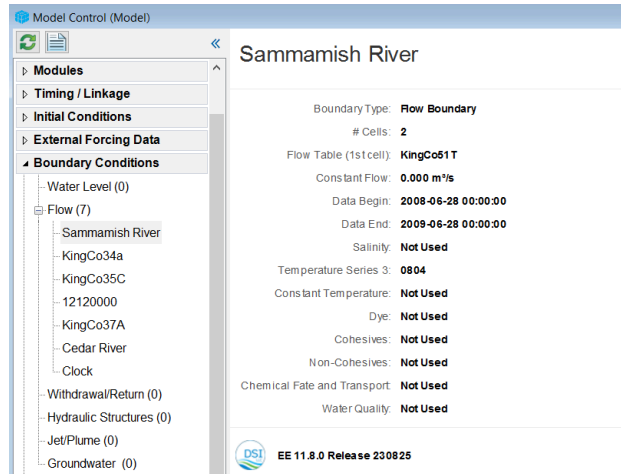 Model Control (Model)
Modules
Timing / Linkage
Initial Conditions
External Forcing Data
Boundary Conditions
Water Level (0)
Flow (7)
Sammamish River
KingCo34a
KingCo35C
12120000
KingCo37A
Cedar River
Clock
Withdrawal/Return (0)
Hydraulic Structures (0)
Jet/Plume (0)
Groundwater (0)
Sammamish River
Boundary Type: Flow Boundary
# Cells: 2
Flow Table (1st cell): KingCo51T
Constant Flow: 0.000 m³/s
Data Begin: 2008-06-28 00:00:00
Data End: 2009-06-28 00:00:00
Salinity: Not Used
Temperature Series 3: 0804
Constant Temperature: Not Used
Dye: Not Used
Cohesives: Not Used
Non-Cohesives: Not Used
Chemical Fate and Transport: Not Used
Water Quality: Not Used
DSI
EE 11.8.0 Release 230825